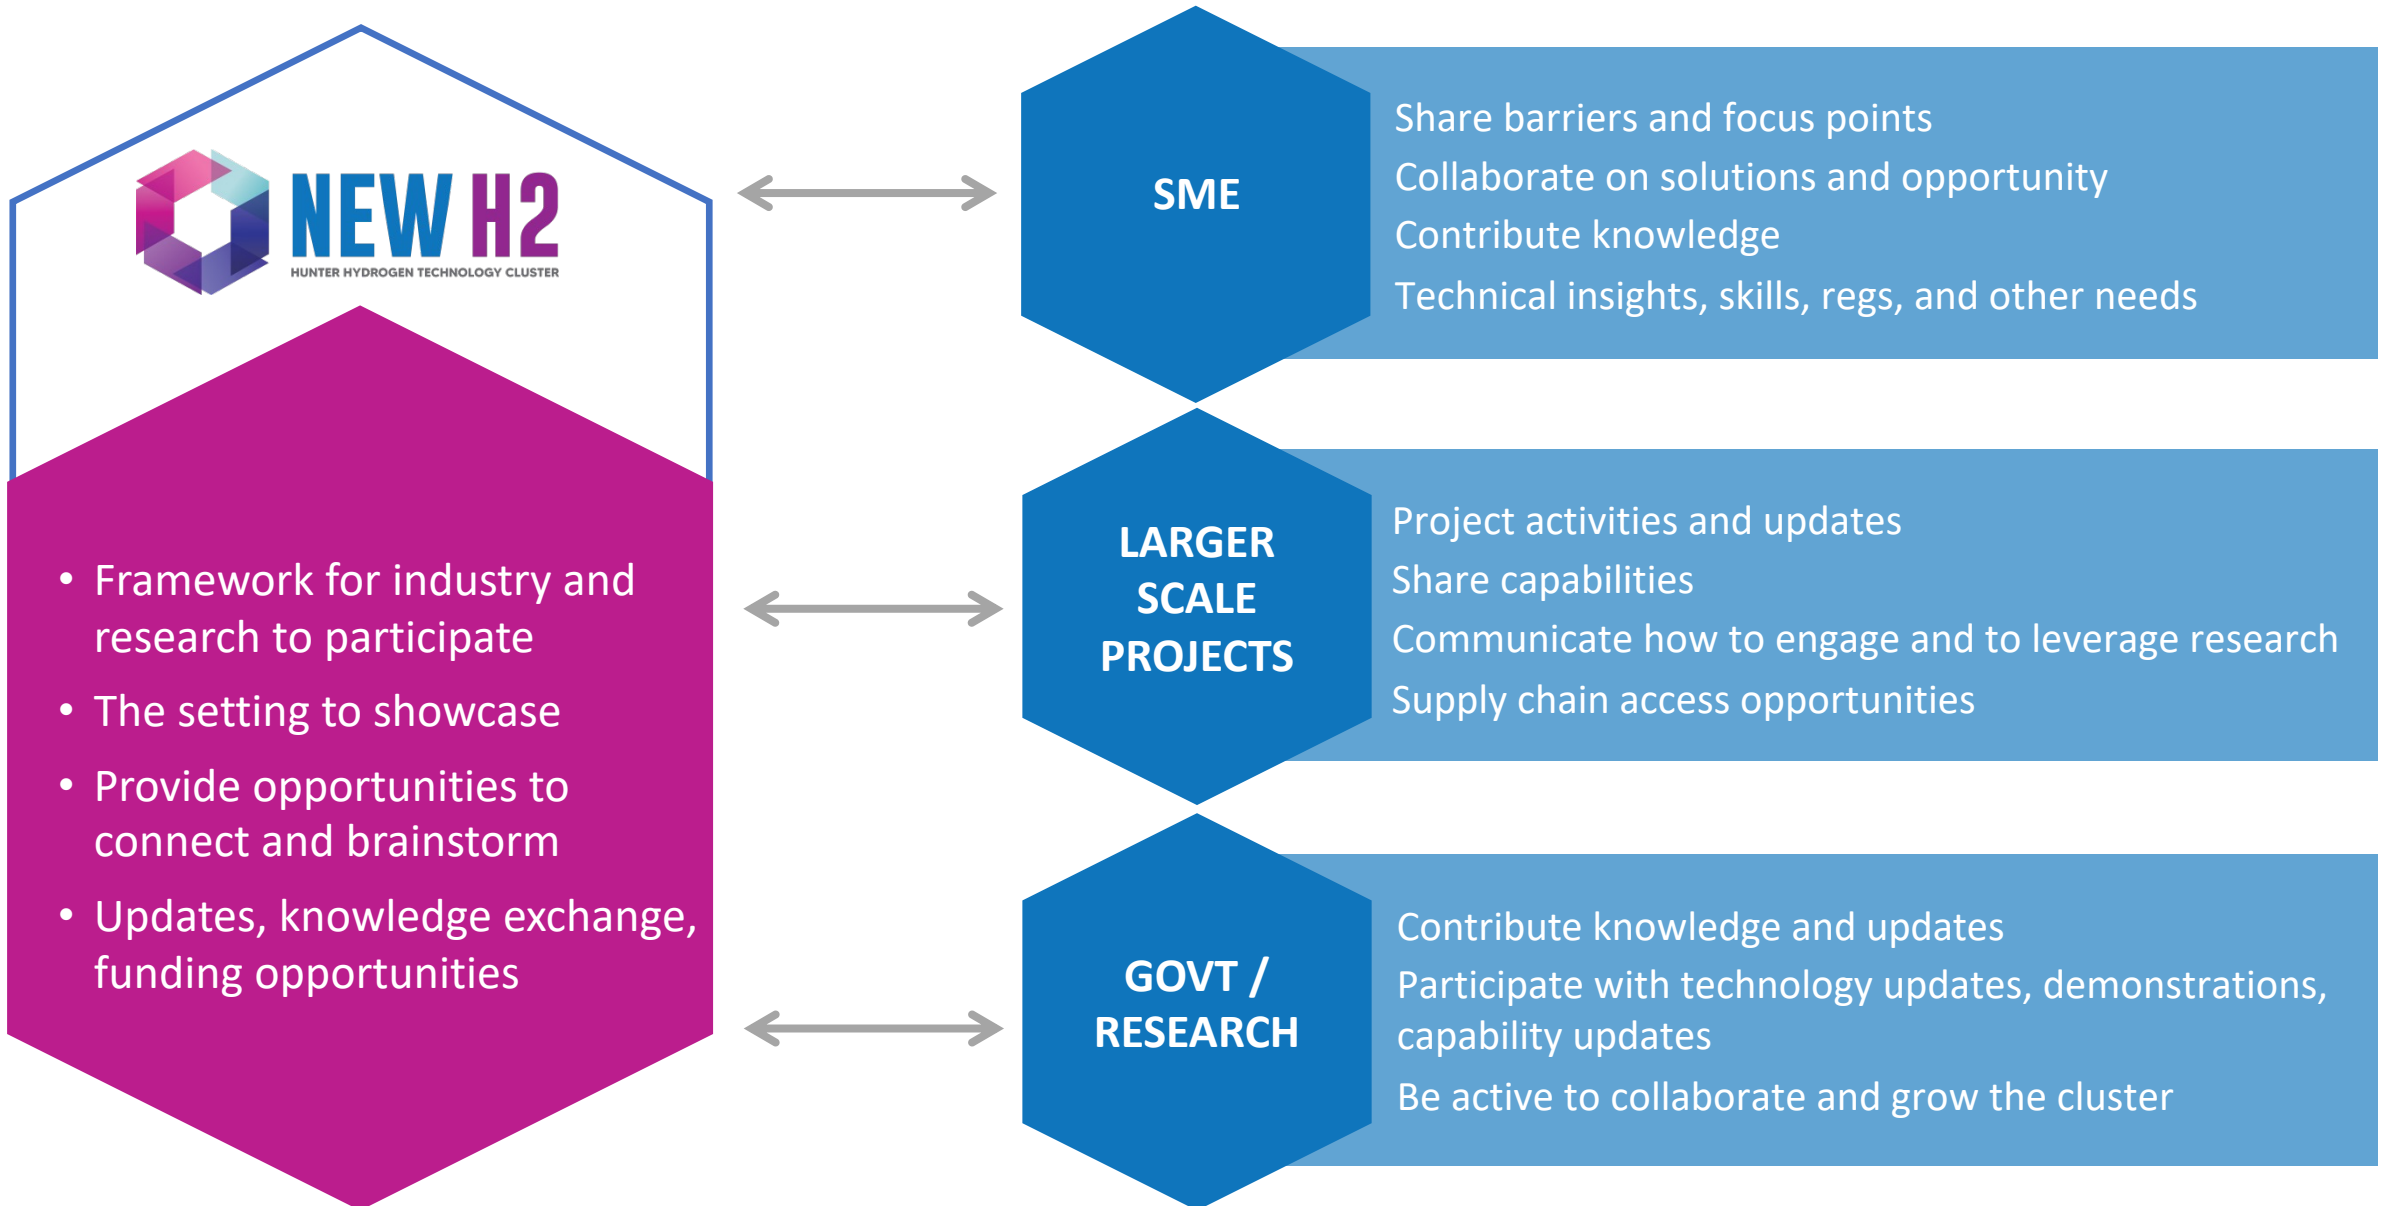 NEW H2
HUNTER HYDROGEN TECHNOLOGY CLUSTER
• Framework for industry and
research to participate
• The setting to showcase
• Provide opportunities to
connect and brainstorm
• Updates, knowledge exchange,
funding opportunities
SME
Share barriers and focus points
Collaborate on solutions and opportunity
Contribute knowledge
Technical insights, skills, regs, and other needs
LARGER
SCALE
PROJECTS
Project activities and updates
Share capabilities
Communicate how to engage and to leverage research
Supply chain access opportunities
GOVT /
RESEARCH
Contribute knowledge and updates
Participate with technology updates, demonstrations,
capability updates
Be active to collaborate and grow the cluster